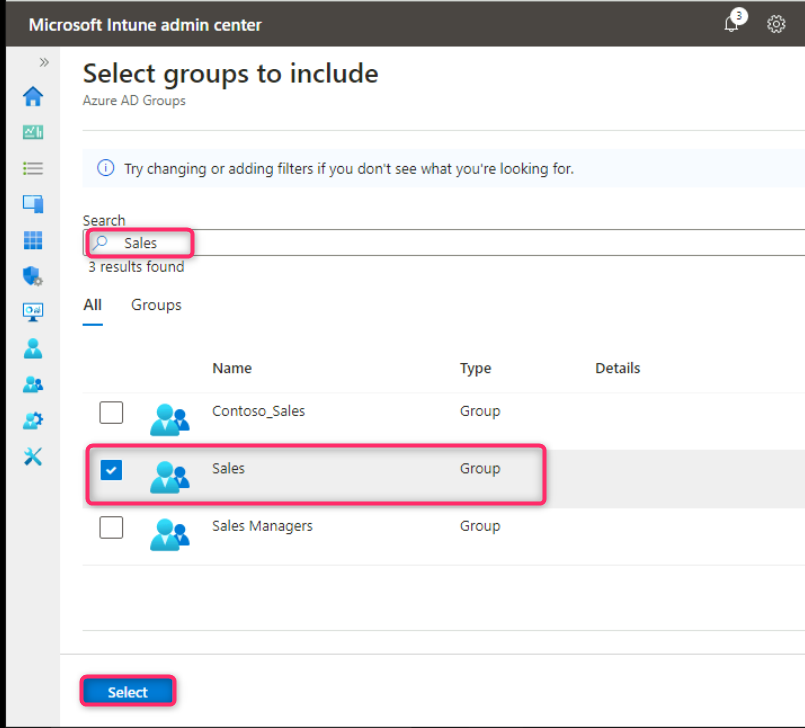 Microsoft Intune admin center
3
Select groups to include
Azure AD Groups
Try changing or adding filters if you don't see what you're looking for.
Search
Sales
3 results found
All Groups
Name Type Details
Contoso_Sales Group
Sales Group
Sales Managers Group
Select